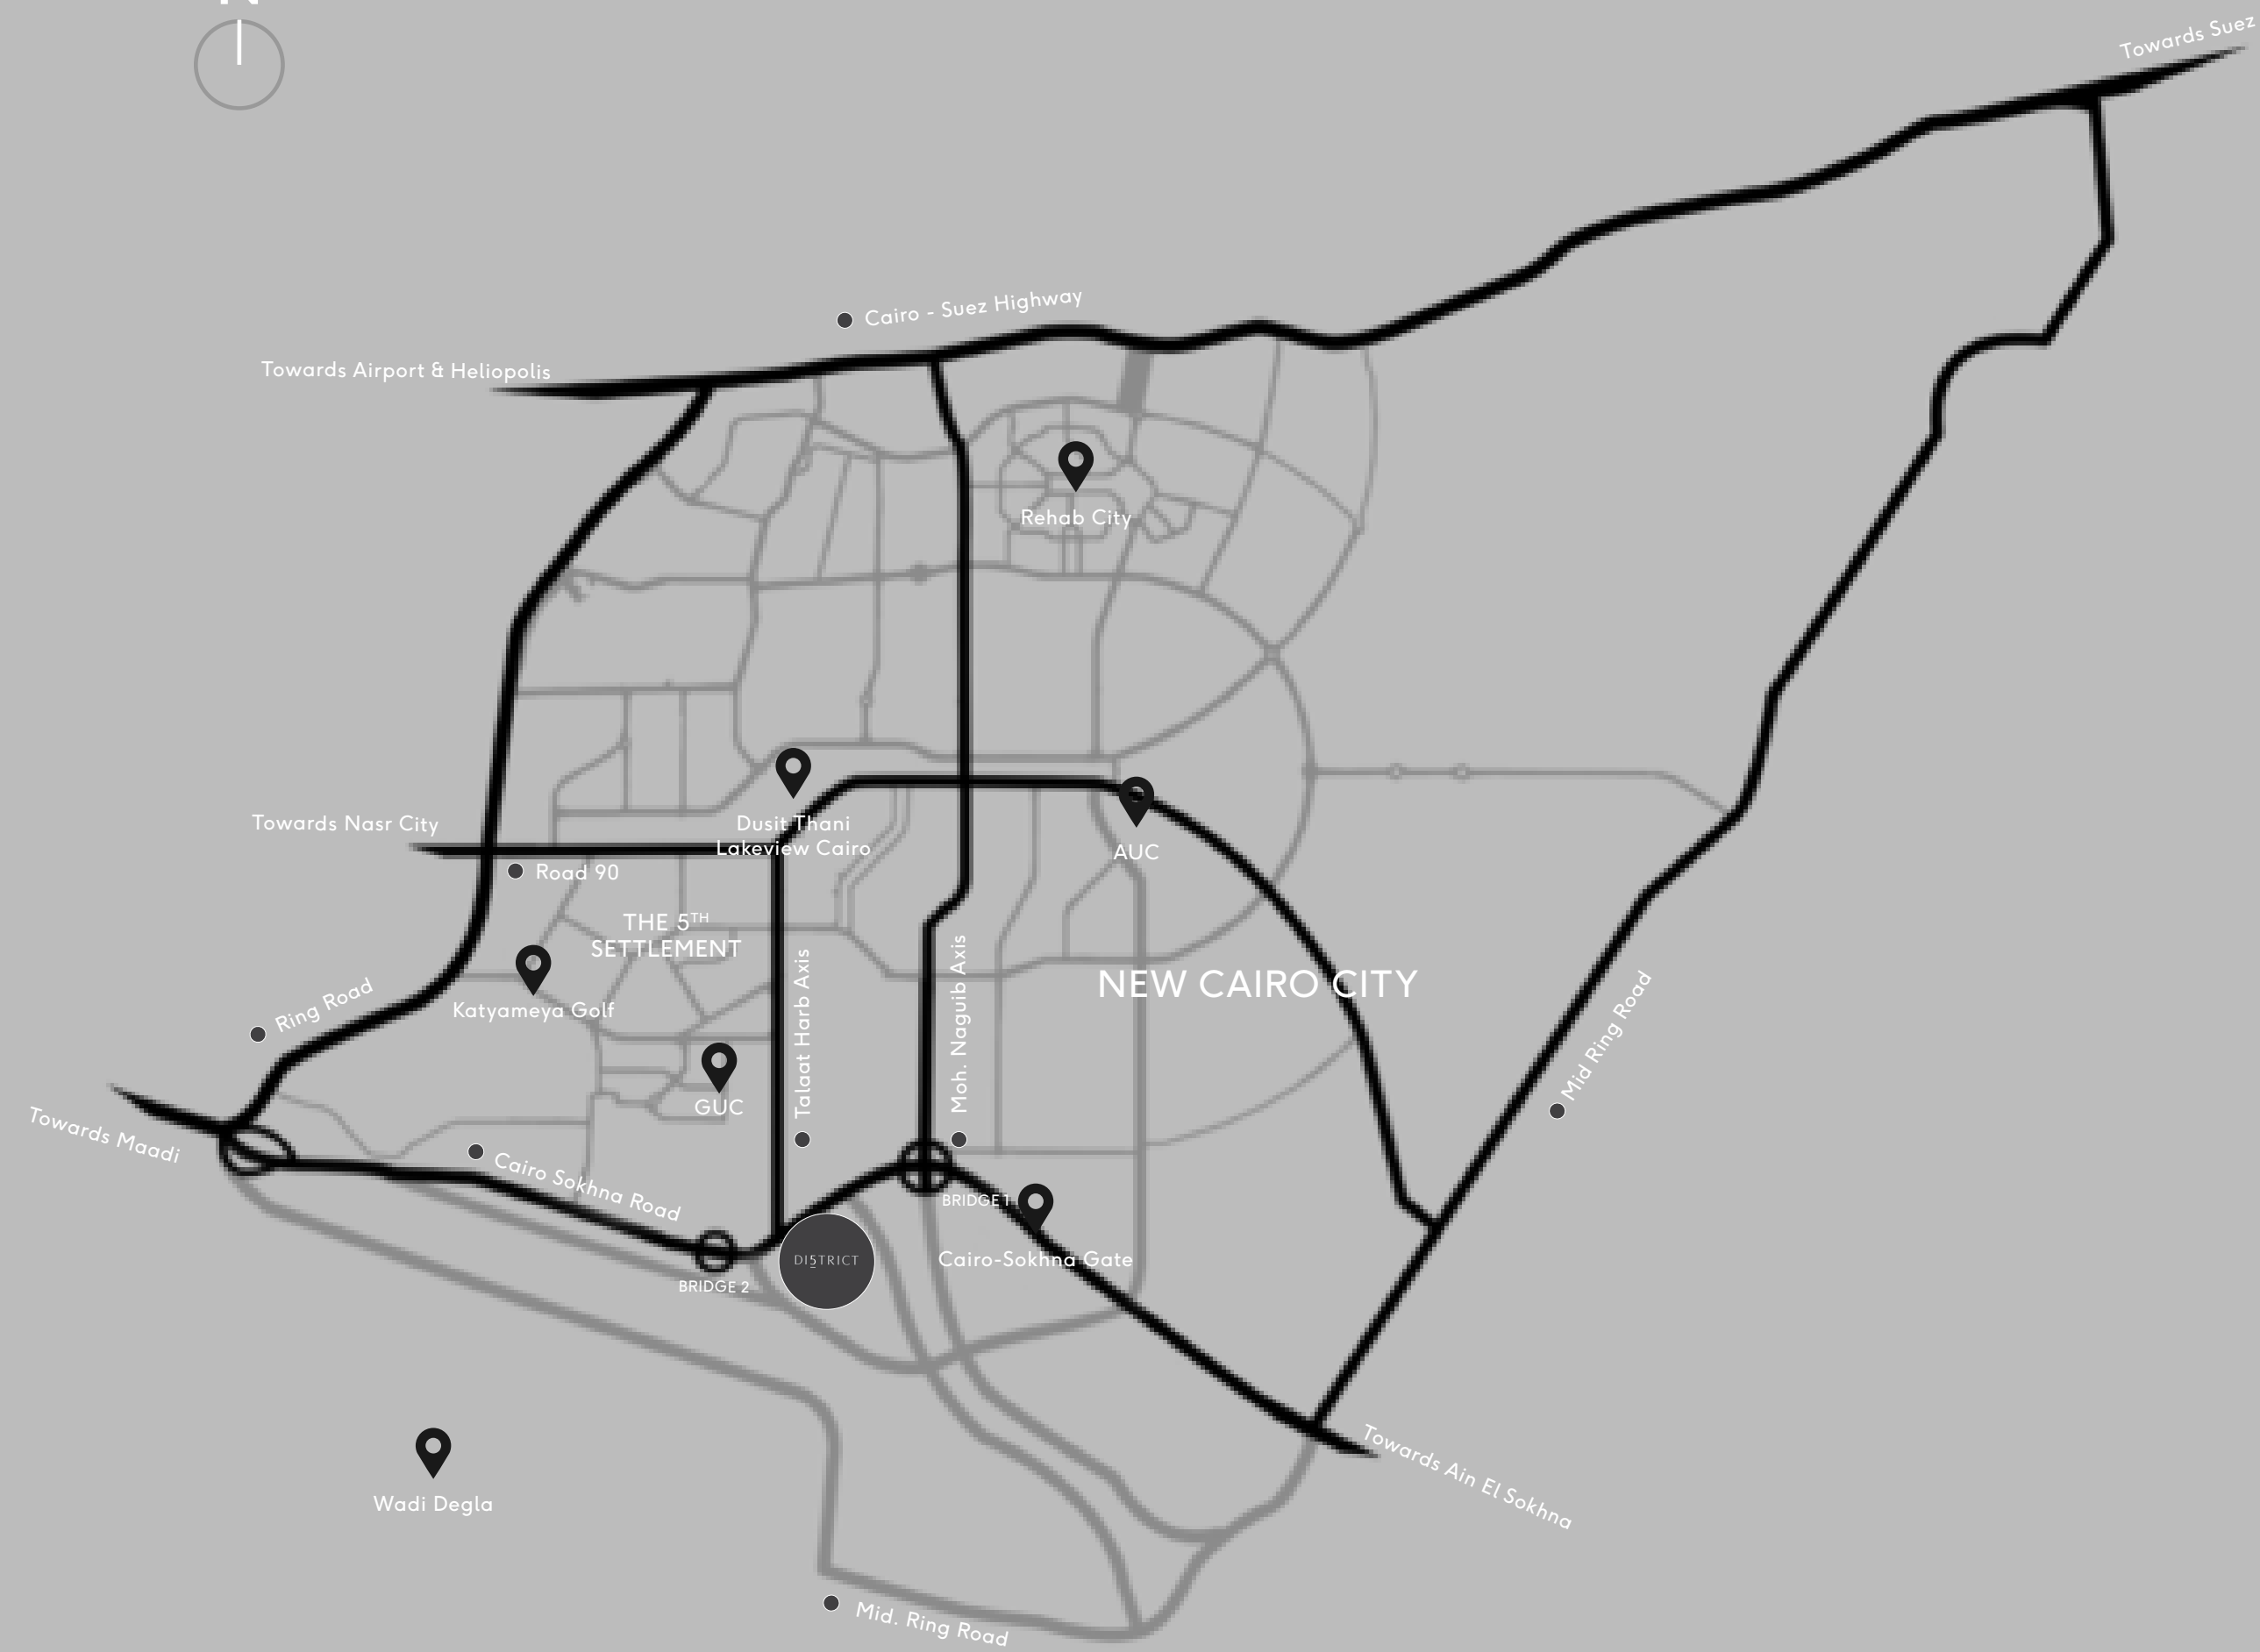 N
Towards Suez
Cairo - Suez Highway
Towards Airport & Heliopolis
Rehab City
Towards Nasr City
Dusit Thani
Lakeview Cairo
AUC
Road 90
THE 5TH
SETTLEMENT
NEW CAIRO CITY
Katyameya Golf
Ring Road
Talaat Harb Axis
Moh. Naguib Axis
Mid Ring Road
GUC
Towards Maadi
Cairo Sokhna Road
BRIDGE 1
Cairo-Sokhna Gate
DI5TRICT
BRIDGE 2
Towards Ain El Sokhna
Wadi Degla
Mid. Ring Road